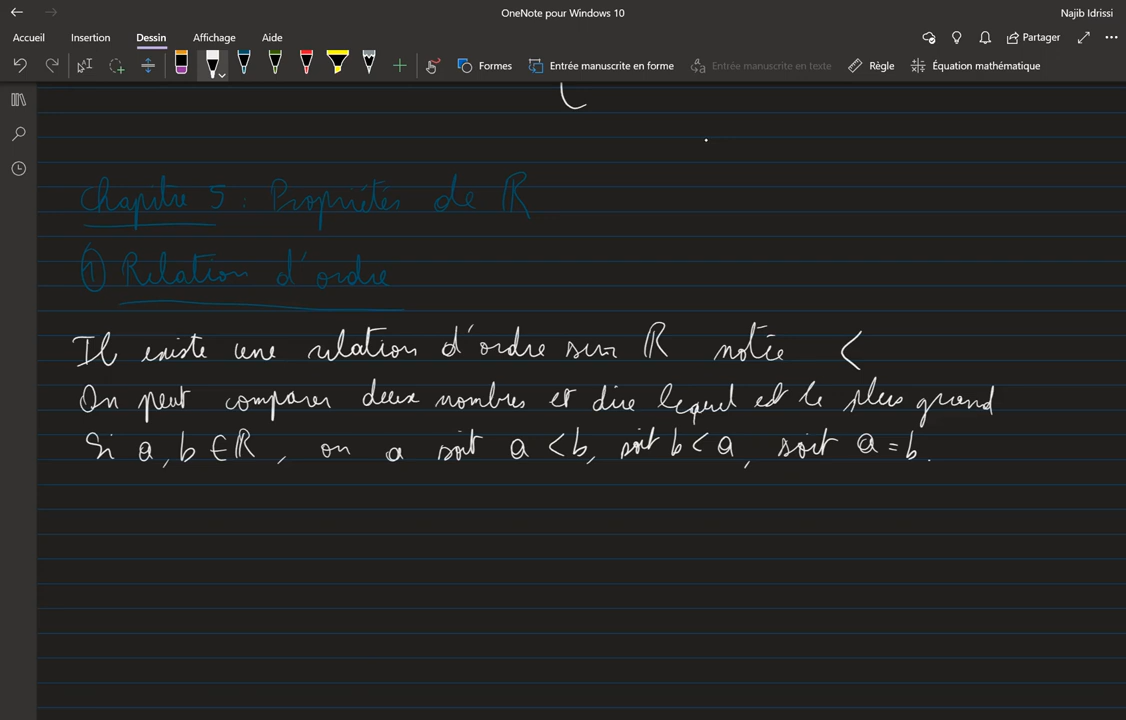 OneNote pour Windows 10
Najib Idrissi
Accueil Insertion Dessin Affichage Aide
Partager
Formes Entrée manuscrite en forme Entrée manuscrite en texte Règle Équation mathématique
Chapitre 5 : Propriétés de ℝ
① Relation d'ordre
Il existe une relation d'ordre sur ℝ notée <
On peut comparer deux nombres et dire lequel est le plus grand
Si a, b ∈ ℝ, on a soit a < b, soit b < a, soit a = b.